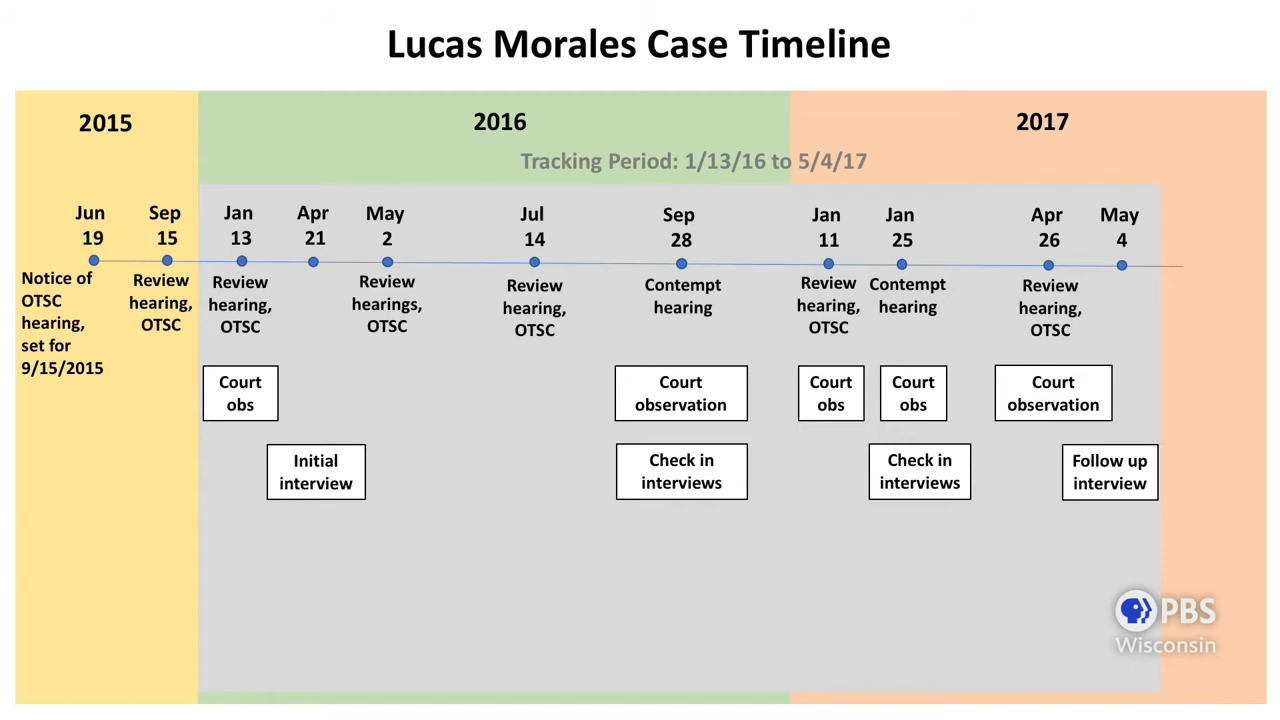 Lucas Morales Case Timeline
2015
2016
2017
Tracking Period: 1/13/16 to 5/4/17
Jun
19
Notice of
OTSC
hearing,
set for
9/15/2015
Sep
15
Review
hearing,
OTSC
Jan
13
Review
hearing,
OTSC
Court
obs
Apr
21
Initial
interview
May
2
Review
hearings,
OTSC
Jul
14
Review
hearing,
OTSC
Sep
28
Contempt
hearing
Court
observation
Check in
interviews
Jan
11
Review
hearing,
OTSC
Court
obs
Jan
25
Contempt
hearing
Court
obs
Check in
interviews
Apr
26
Review
hearing,
OTSC
Court
observation
May
4
Follow up
interview
PBS
Wisconsin